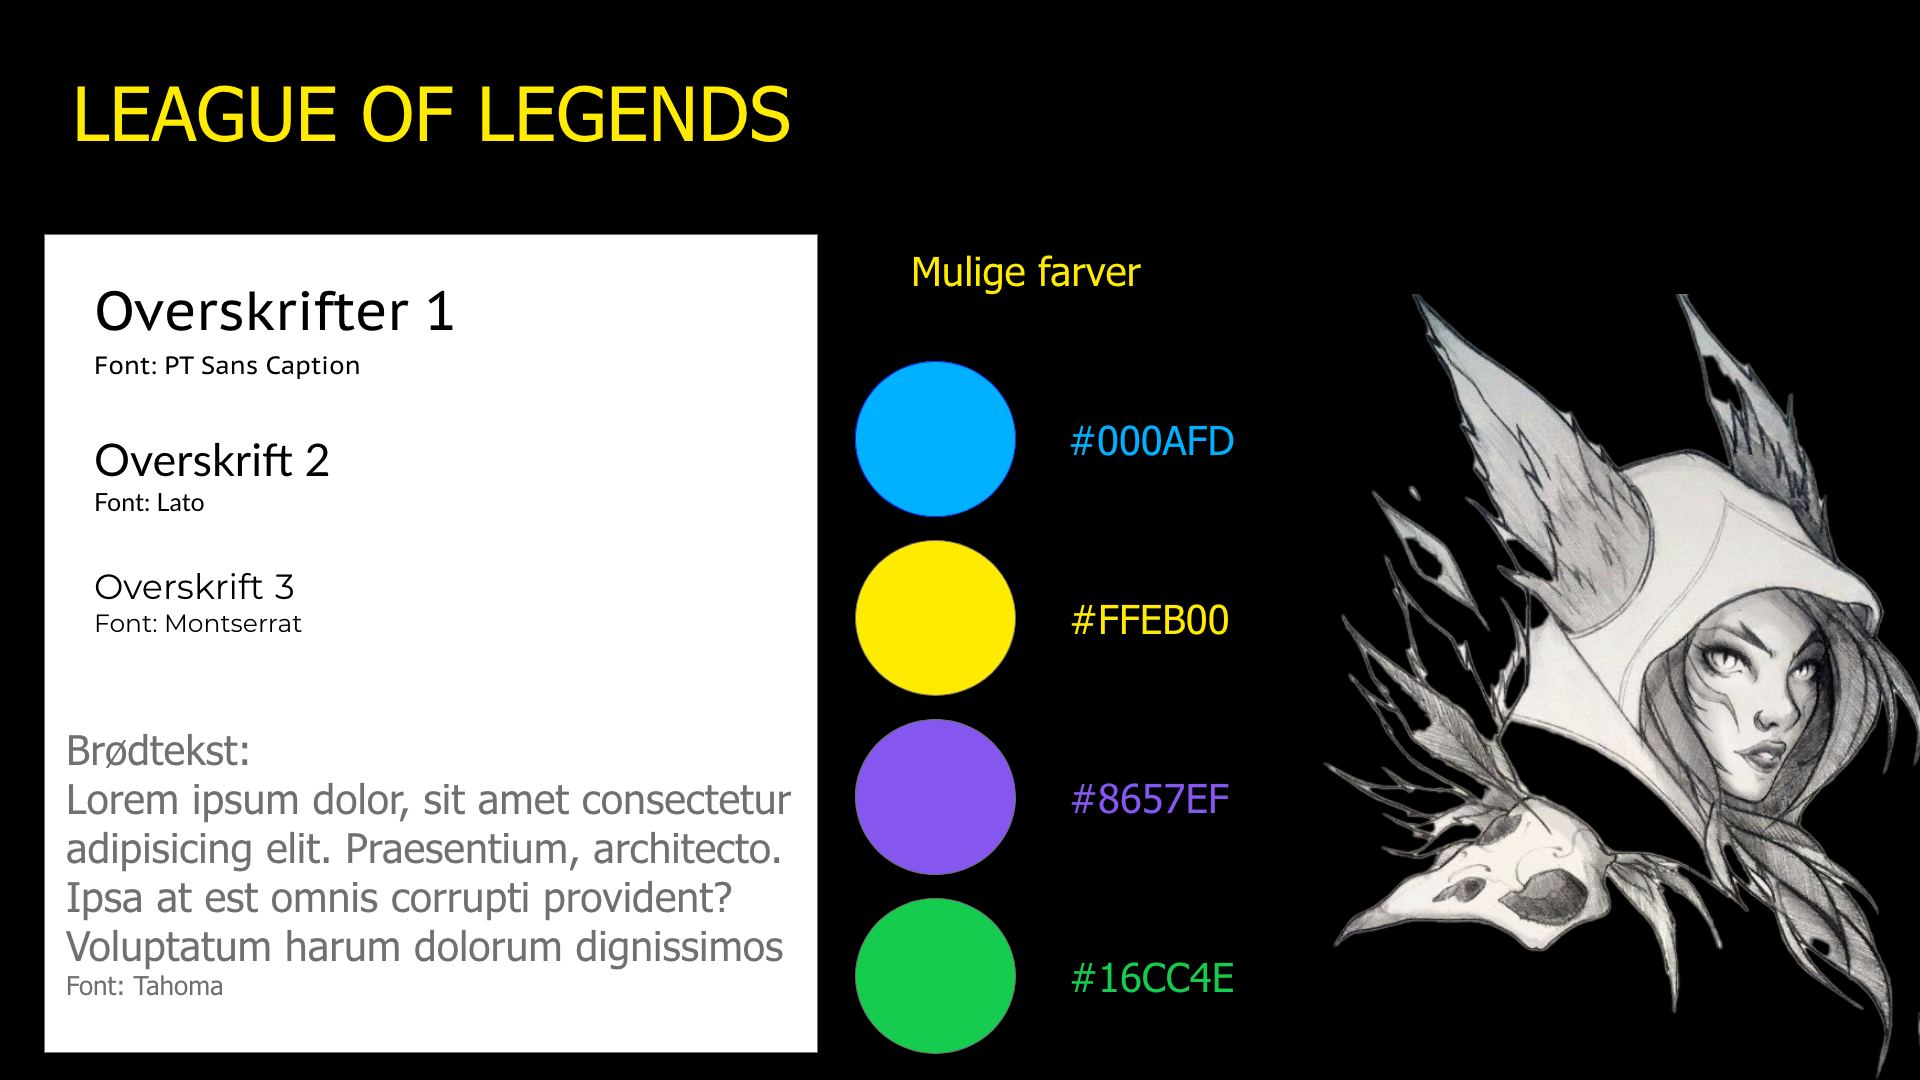 LEAGUE OF LEGENDS
Overskrifter 1
Font: PT Sans Caption
Overskrift 2
Font: Lato
Overskrift 3
Font: Montserrat
Brødtekst:
Lorem ipsum dolor, sit amet consectetur
adipisicing elit. Praesentium, architecto.
Ipsa at est omnis corrupti provident?
Voluptatum harum dolorum dignissimos
Font: Tahoma
Mulige farver
#000AFD
#FFEB00
#8657EF
#16CC4E